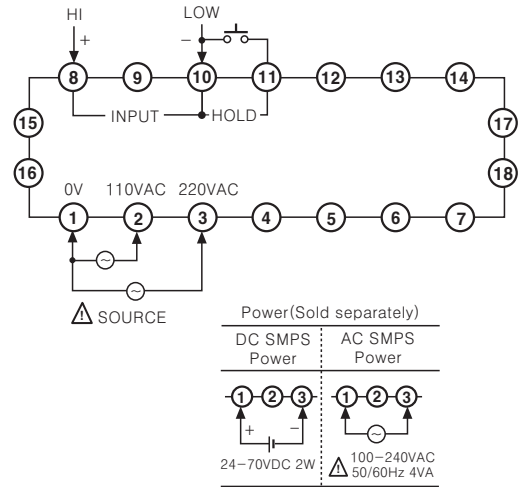 HI LOW
+ −
8 9 10 11 12 13 14
INPUT HOLD
15 17
16 18
0V 110VAC 220VAC
1 2 3 4 5 6 7
~
~
⚠ SOURCE
Power(Sold separately)
DC SMPS Power
AC SMPS Power
1 2 3 1 2 3
+ − ~
24−70VDC 2W
⚠ 100−240VAC
50/60Hz 4VA